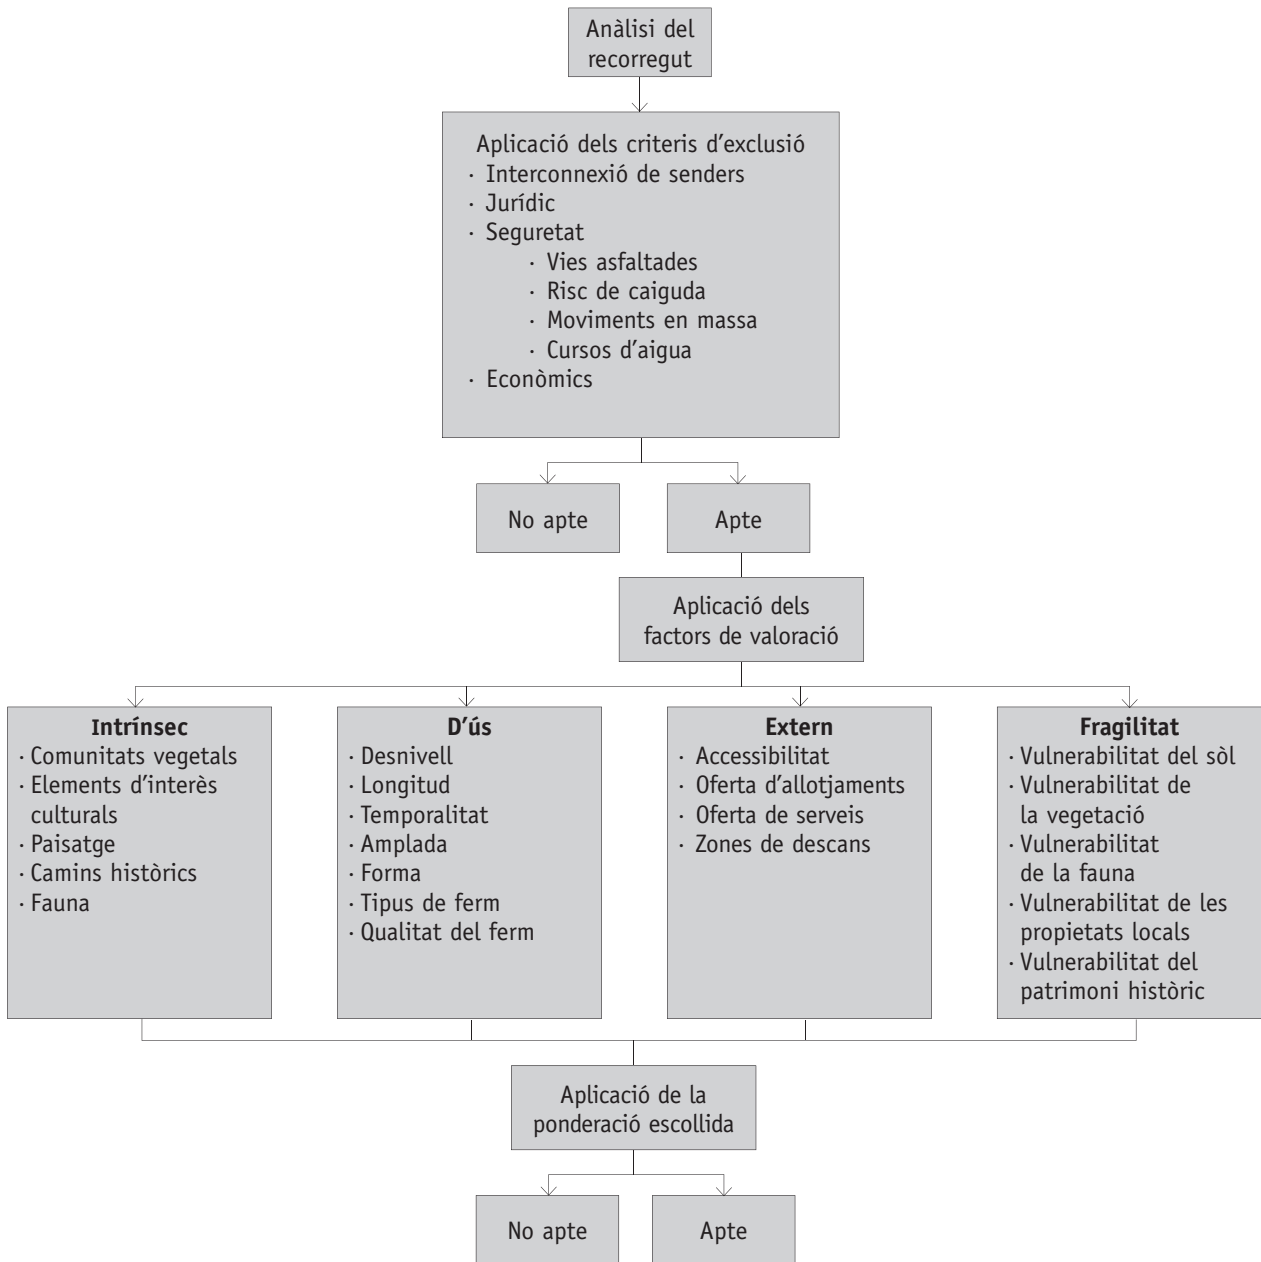 Anàlisi del
recorregut
Aplicació dels criteris d'exclusió
· Interconnexió de senders
· Jurídic
· Seguretat
· Vies asfaltades
· Risc de caiguda
· Moviments en massa
· Cursos d'aigua
· Econòmics
No apte
Apte
Aplicació dels
factors de valoració
Intrínsec
· Comunitats vegetals
· Elements d'interès
culturals
· Paisatge
· Camins històrics
· Fauna
D'ús
· Desnivell
· Longitud
· Temporalitat
· Amplada
· Forma
· Tipus de ferm
· Qualitat del ferm
Extern
· Accessibilitat
· Oferta d'allotjaments
· Oferta de serveis
· Zones de descans
Fragilitat
· Vulnerabilitat del sòl
· Vulnerabilitat de
la vegetació
· Vulnerabilitat
de la fauna
· Vulnerabilitat de les
propietats locals
· Vulnerabilitat del
patrimoni històric
Aplicació de la
ponderació escollida
No apte
Apte